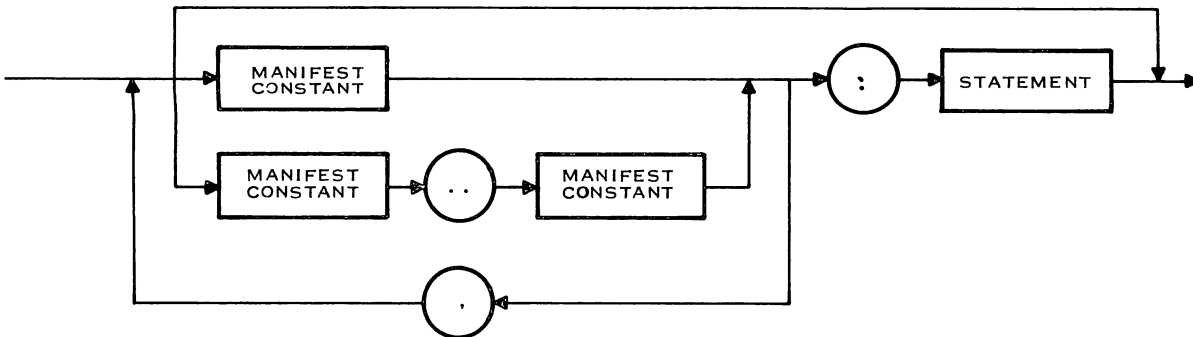 MANIFEST
CONSTANT
:
STATEMENT
MANIFEST
CONSTANT
..
MANIFEST
CONSTANT
,